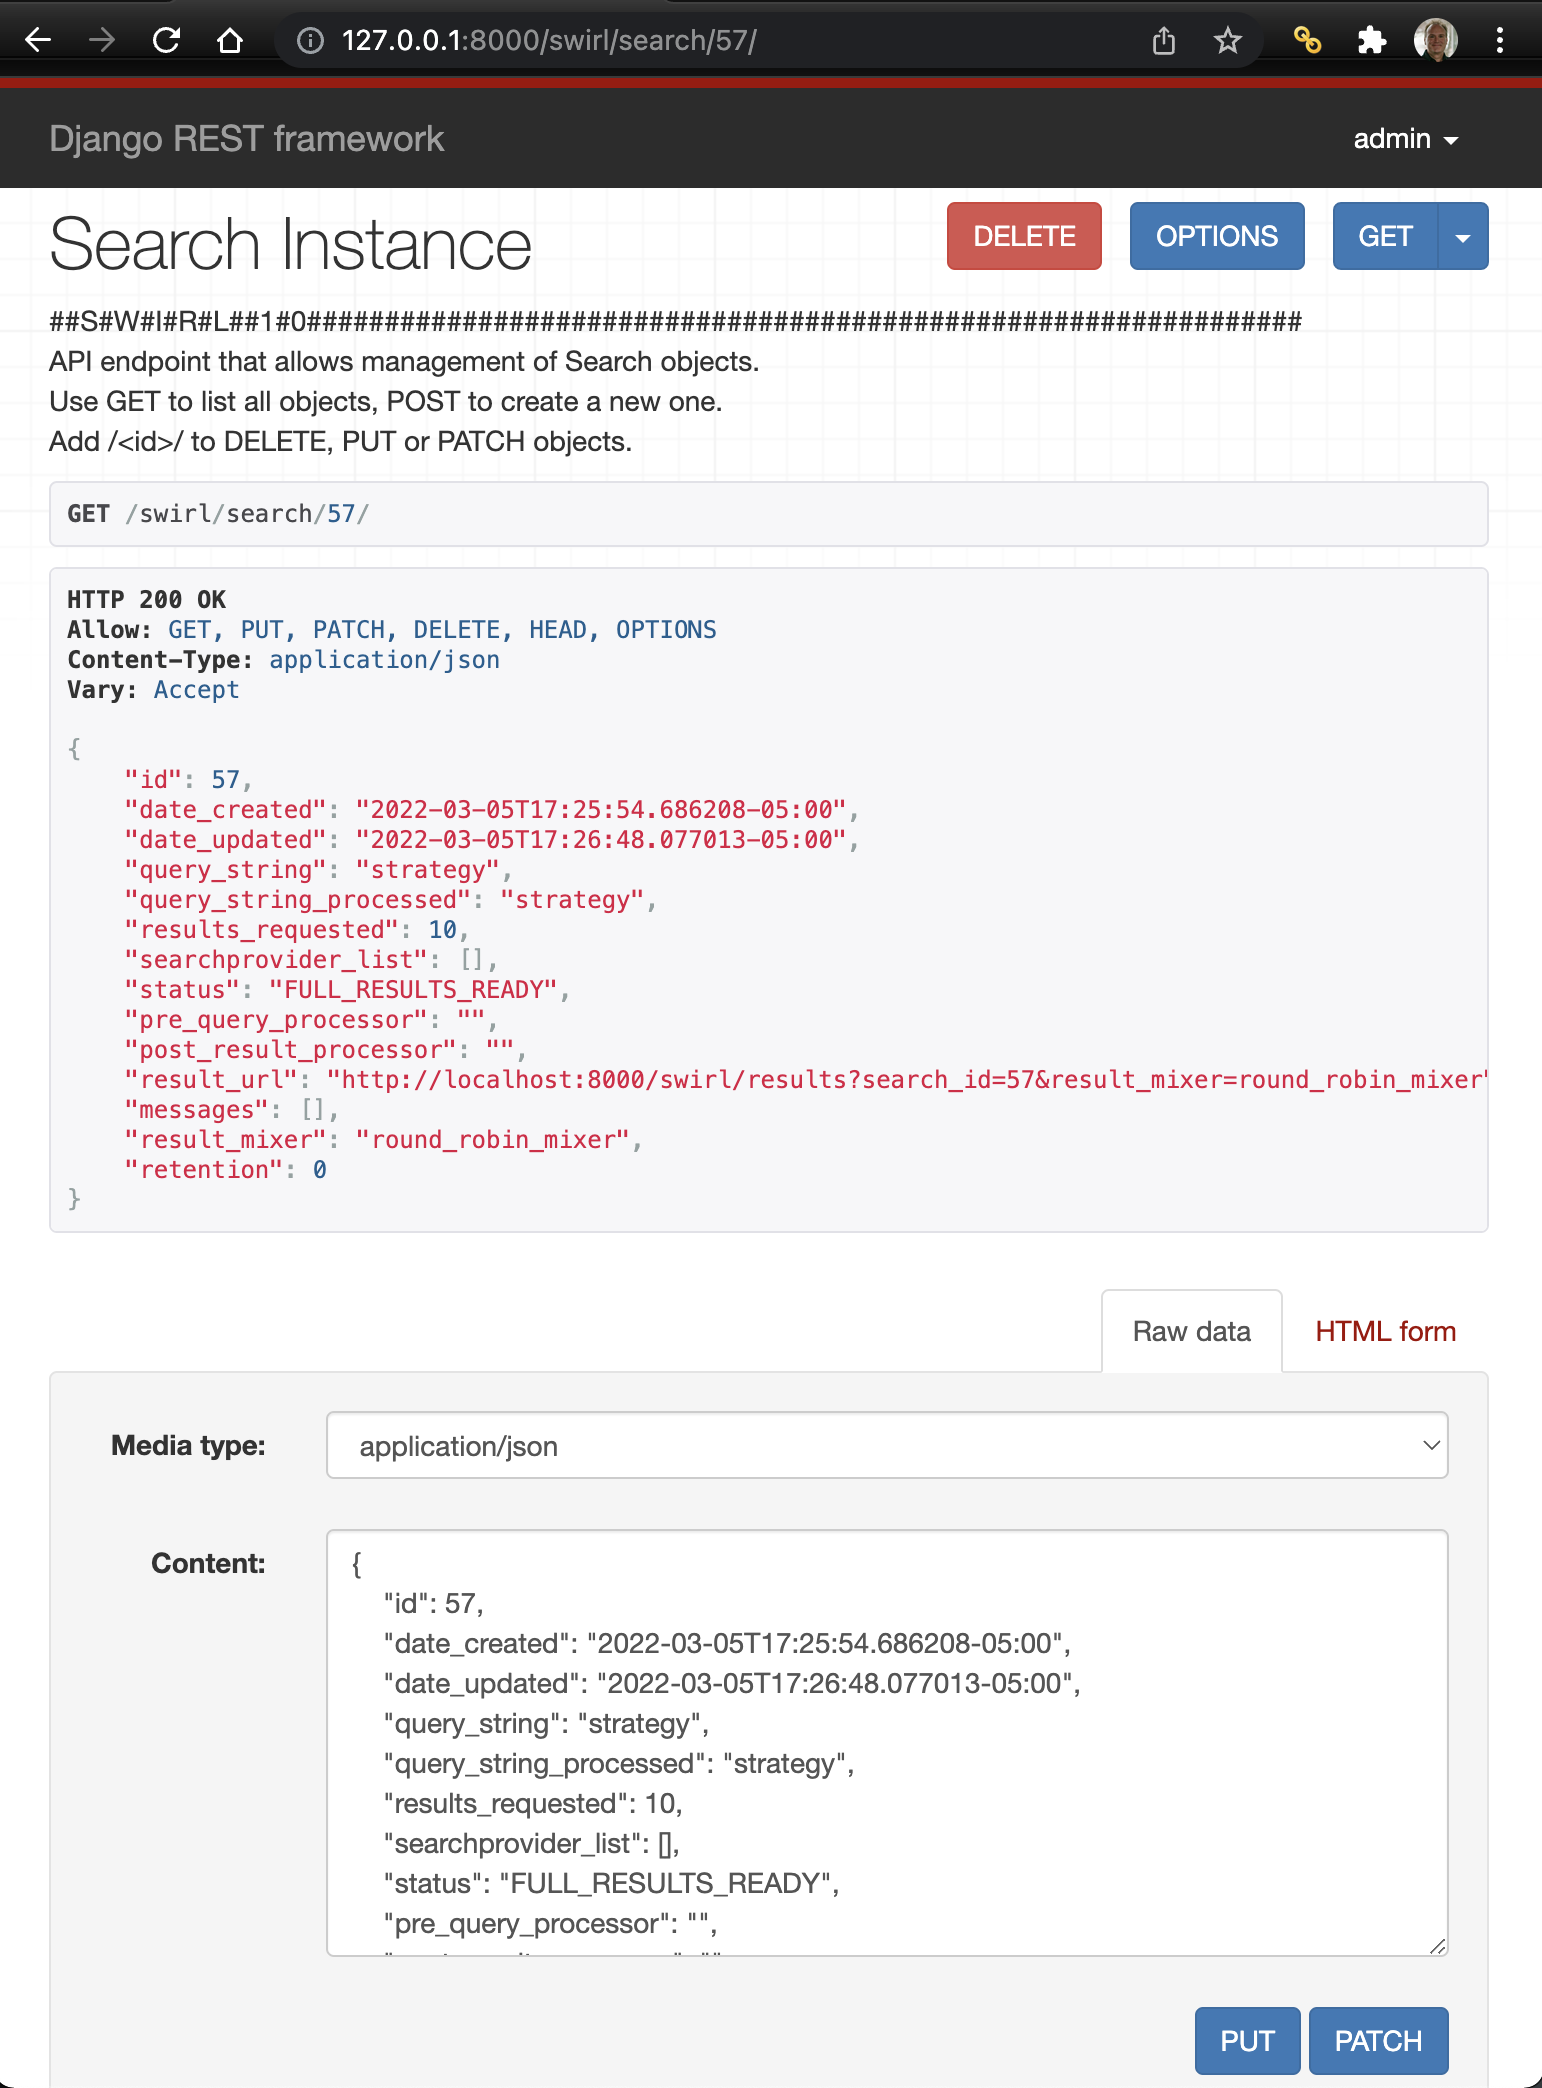 127.0.0.1:8000/swirl/search/57/
Django REST framework
admin
Search Instance
DELETE
OPTIONS
GET
##S#W#I#R#L##1#0################################################################
API endpoint that allows management of Search objects.
Use GET to list all objects, POST to create a new one.
Add /<id>/ to DELETE, PUT or PATCH objects.
GET /swirl/search/57/
HTTP 200 OK
Allow: GET, PUT, PATCH, DELETE, HEAD, OPTIONS
Content-Type: application/json
Vary: Accept
{
    "id": 57,
    "date_created": "2022-03-05T17:25:54.686208-05:00",
    "date_updated": "2022-03-05T17:26:48.077013-05:00",
    "query_string": "strategy",
    "query_string_processed": "strategy",
    "results_requested": 10,
    "searchprovider_list": [],
    "status": "FULL_RESULTS_READY",
    "pre_query_processor": "",
    "post_result_processor": "",
    "result_url": "http://localhost:8000/swirl/results?search_id=57&result_mixer=round_robin_mixer"
    "messages": [],
    "result_mixer": "round_robin_mixer",
    "retention": 0
}
Raw data
HTML form
Media type:
application/json
Content:
{
    "id": 57,
    "date_created": "2022-03-05T17:25:54.686208-05:00",
    "date_updated": "2022-03-05T17:26:48.077013-05:00",
    "query_string": "strategy",
    "query_string_processed": "strategy",
    "results_requested": 10,
    "searchprovider_list": [],
    "status": "FULL_RESULTS_READY",
    "pre_query_processor": "",
PUT
PATCH